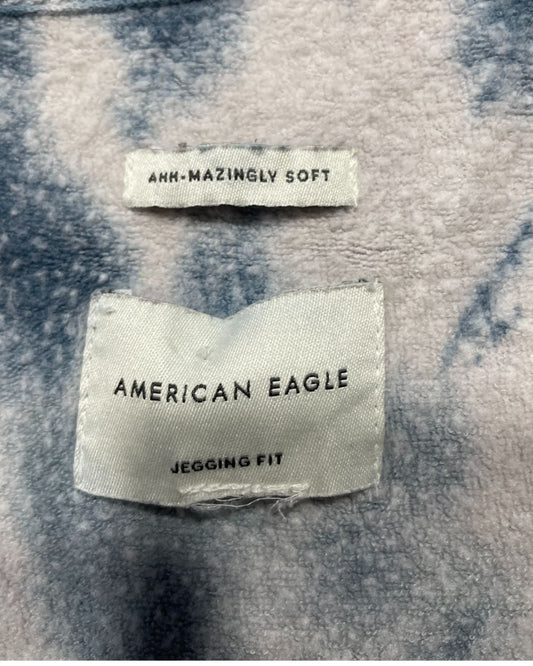 AHH-MAZINGLY SOFT
AMERICAN EAGLE
JEGGING FIT